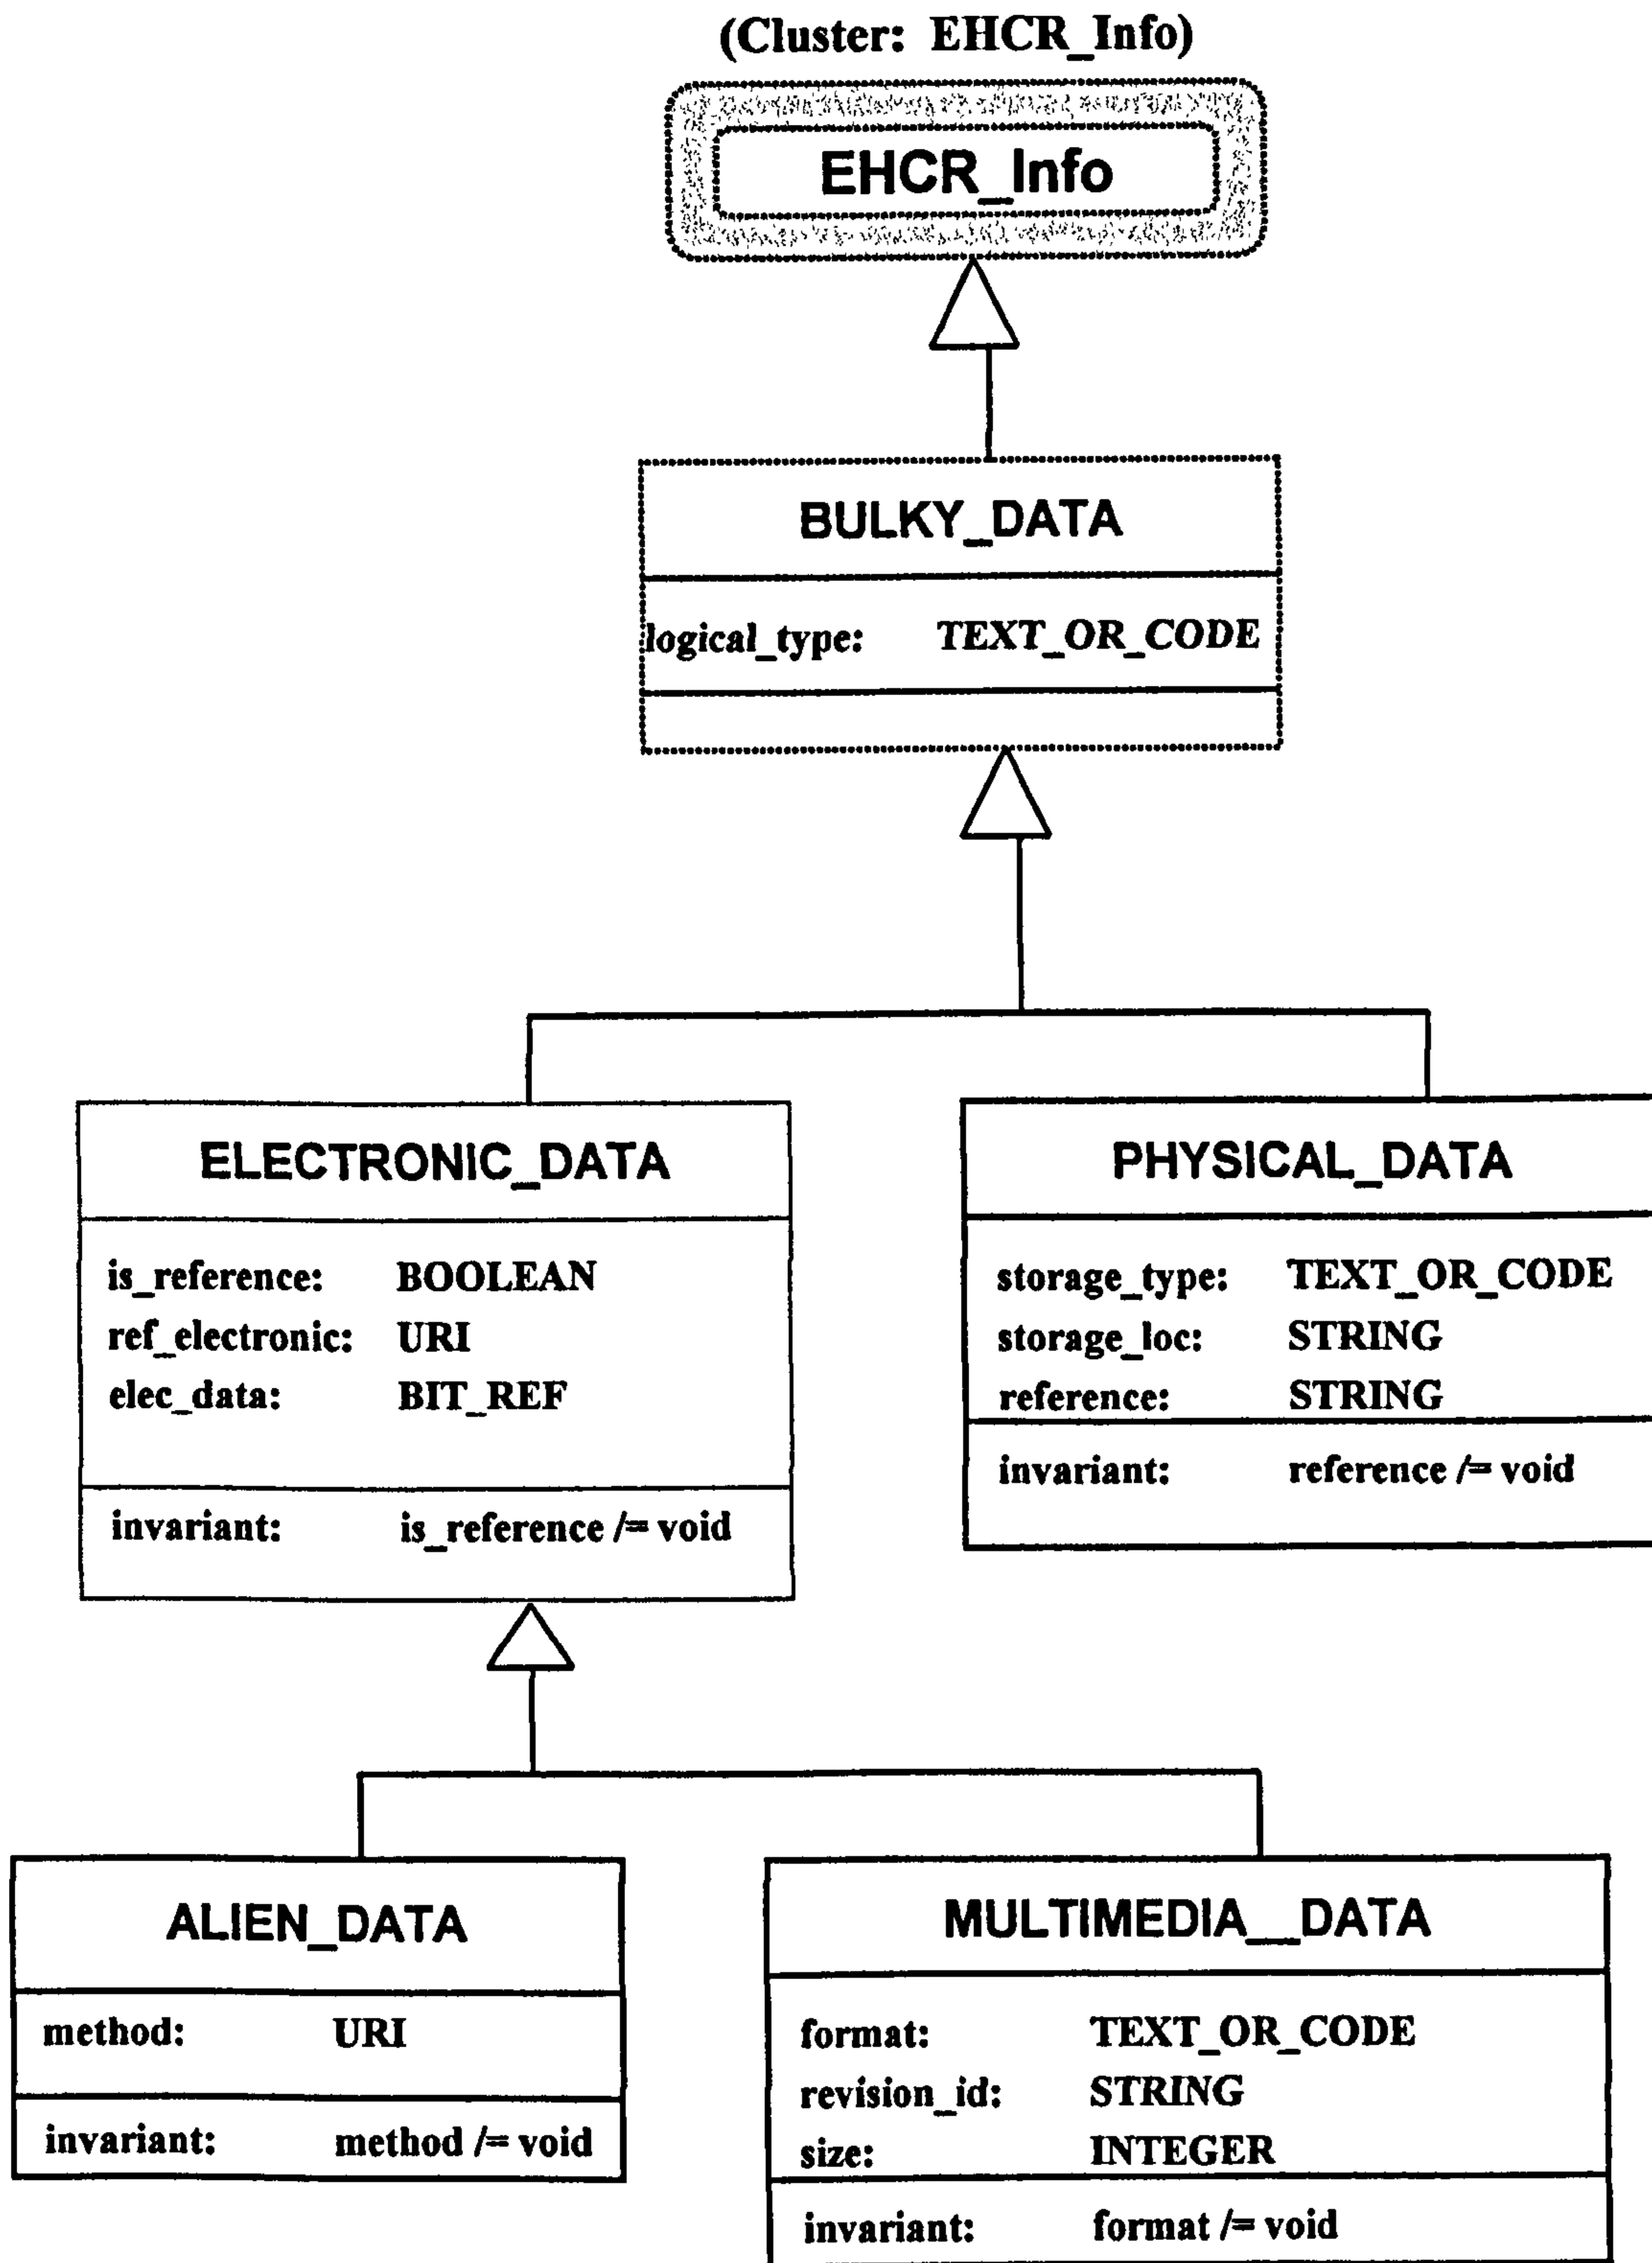 (Cluster: EHCR_Info)
EHCR_Info
BULKY_DATA
logical_type: TEXT_OR_CODE
ELECTRONIC_DATA
is_reference: BOOLEAN
ref_electronic: URI
elec_data: BIT_REF
invariant: is_reference /= void
PHYSICAL_DATA
storage_type: TEXT_OR_CODE
storage_loc: STRING
reference: STRING
invariant: reference /= void
ALIEN_DATA
method: URI
invariant: method /= void
MULTIMEDIA__DATA
format: TEXT_OR_CODE
revision_id: STRING
size: INTEGER
invariant: format /= void